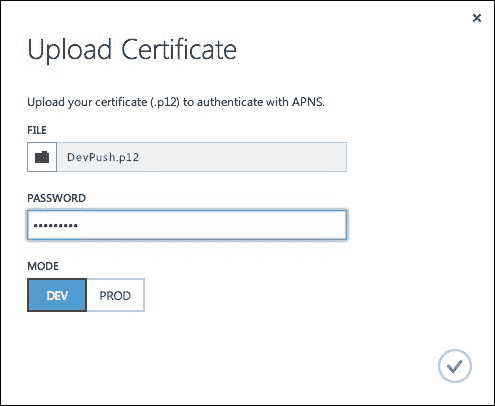 Upload Certificate
Upload your certificate (.p12) to authenticate with APNS.
FILE
DevPush.p12
PASSWORD
•••••••••
MODE
DEV PROD